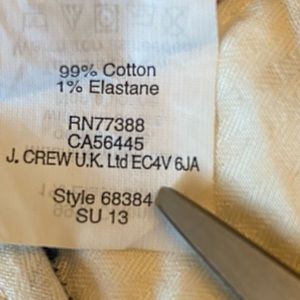 99% Cotton
1% Elastane
RN77388
CA56445
J. CREW U.K. Ltd EC4V 6JA
Style 68384
SU 13